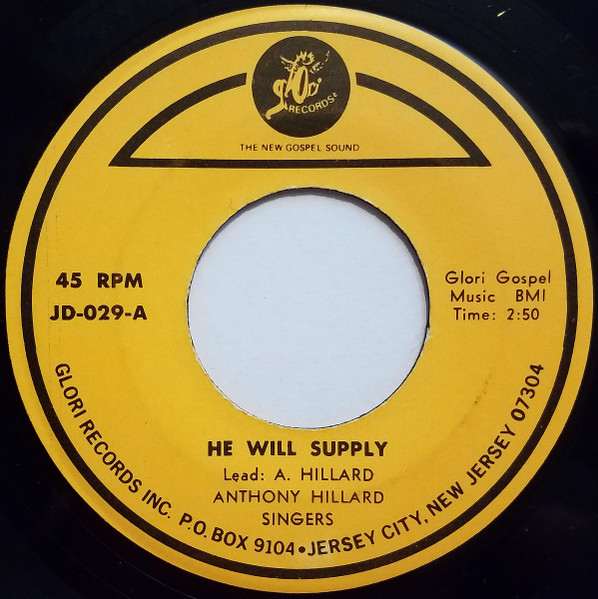 glori
RECORDS
THE NEW GOSPEL SOUND
45 RPM
JD-029-A
Glori Gospel
Music BMI
Time: 2:50
HE WILL SUPPLY
Lead: A. HILLARD
ANTHONY HILLARD
SINGERS
GLORI RECORDS INC. P.O. BOX 9104 • JERSEY CITY, NEW JERSEY 07304